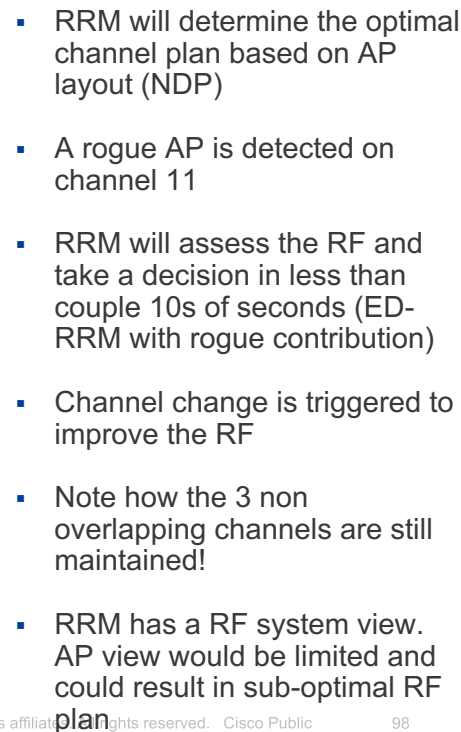 ▪ RRM will determine the optimal
channel plan based on AP
layout (NDP)
▪ A rogue AP is detected on
channel 11
▪ RRM will assess the RF and
take a decision in less than
couple 10s of seconds (ED-
RRM with rogue contribution)
▪ Channel change is triggered to
improve the RF
▪ Note how the 3 non
overlapping channels are still
maintained!
▪ RRM has a RF system view.
AP view would be limited and
could result in sub-optimal RF
plan
s affiliates. All rights reserved. Cisco Public 98